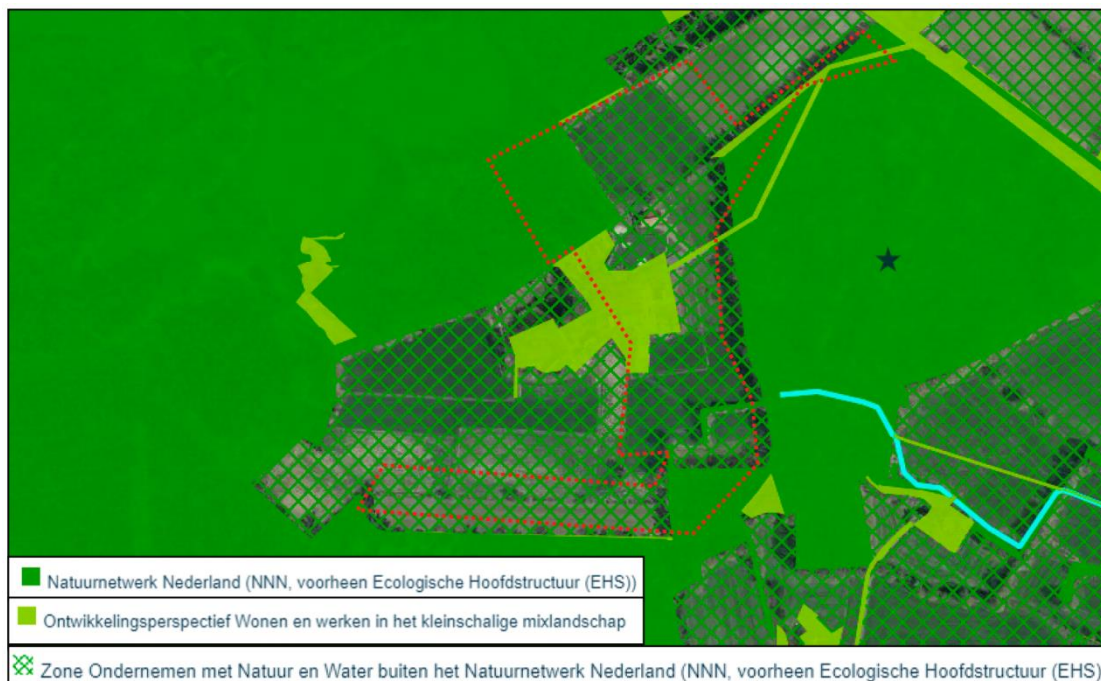 Natuurnetwerk Nederland (NNN, voorheen Ecologische Hoofdstructuur (EHS))
Ontwikkelingsperspectief Wonen en werken in het kleinschalige mixlandschap
Zone Ondernemen met Natuur en Water buiten het Natuurnetwerk Nederland (NNN, voorheen Ecologische Hoofdstructuur (EHS)